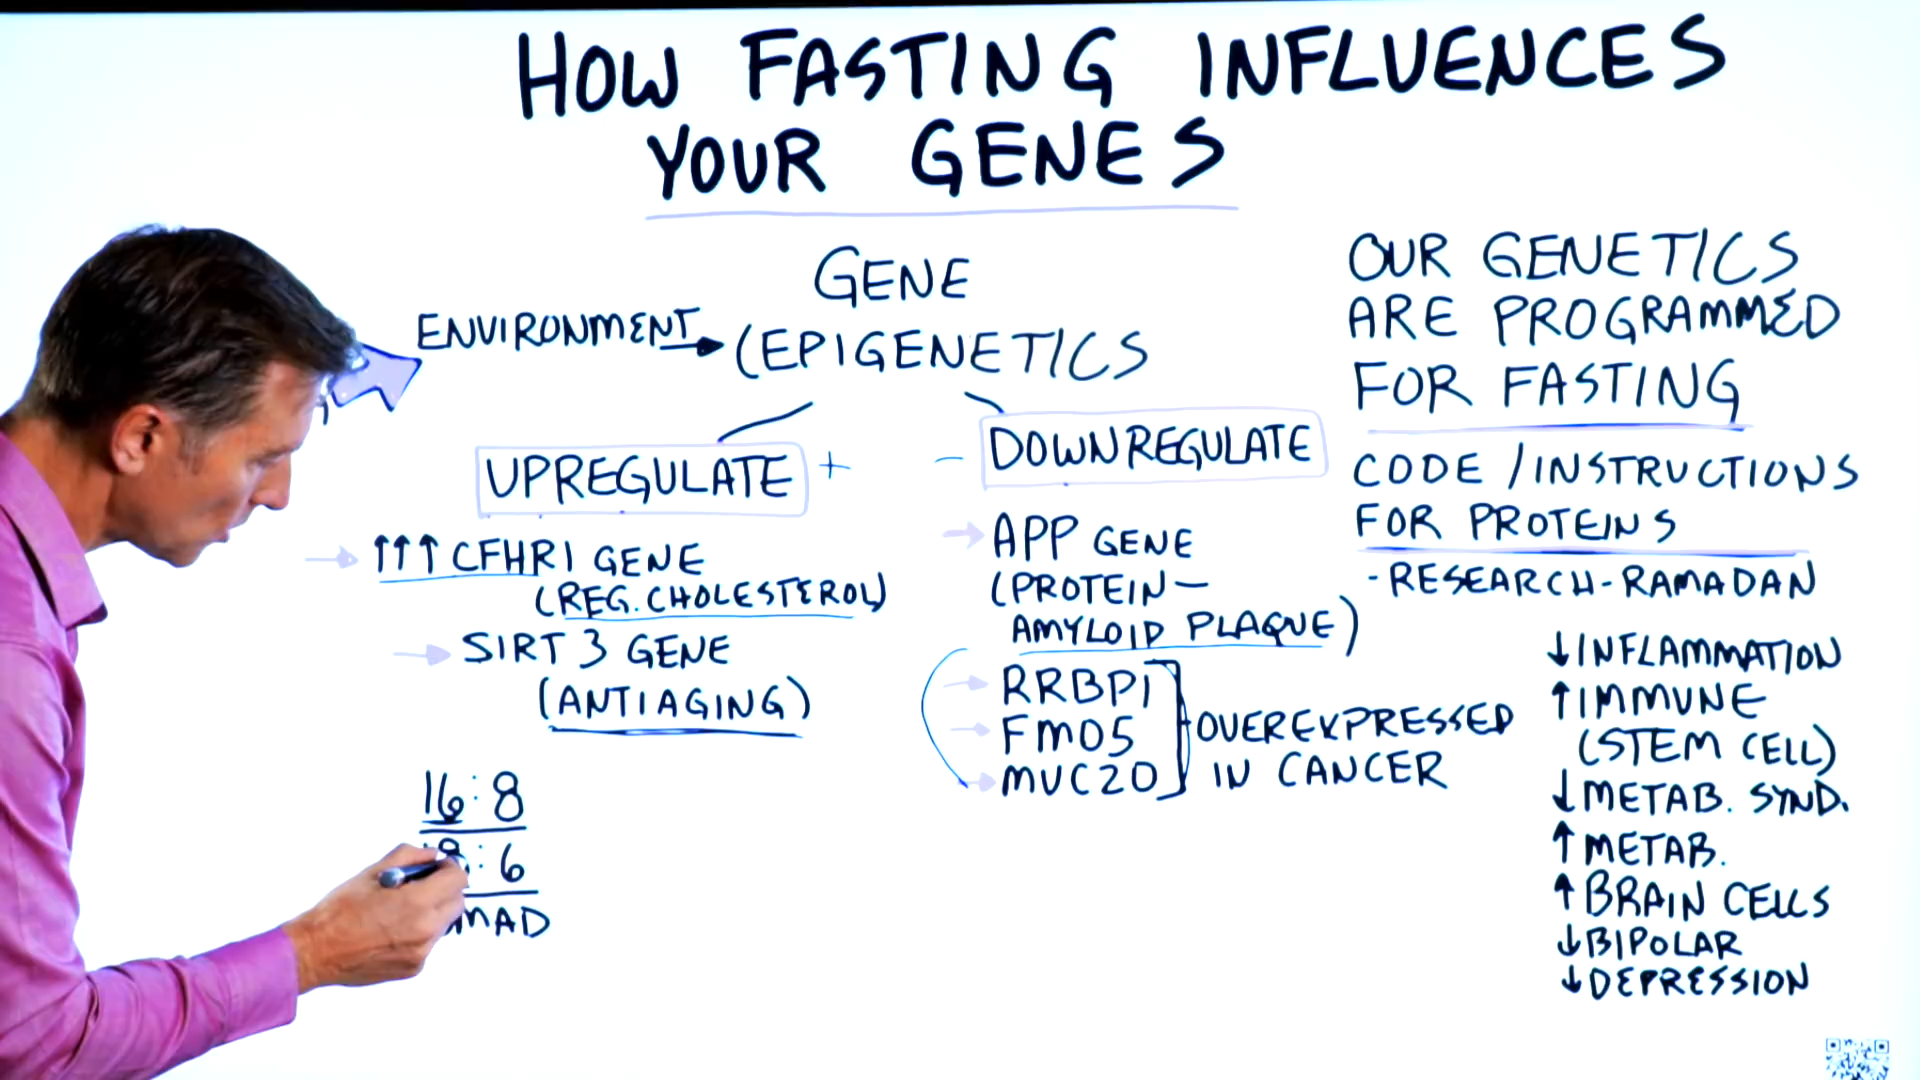 HOW FASTING INFLUENCES
YOUR GENES
GENE
ENVIRONMENT → (EPIGENETICS
UPREGULATE +
→ ↑↑↑ CFHR1 GENE
(REG. CHOLESTEROL)
→ SIRT 3 GENE
(ANTIAGING)
16:8
:6
MAD
- DOWNREGULATE
→ APP GENE
(PROTEIN-
AMYLOID PLAQUE)
→ RRBP1
→ FMO5
→ MUC20
OVEREXPRESSED
IN CANCER
OUR GENETICS
ARE PROGRAMMED
FOR FASTING
CODE/INSTRUCTIONS
FOR PROTEINS
-RESEARCH-RAMADAN
↓INFLAMMATION
↑IMMUNE
(STEM CELL)
↓METAB. SYND.
↑METAB.
↑BRAIN CELLS
↓BIPOLAR
↓DEPRESSION